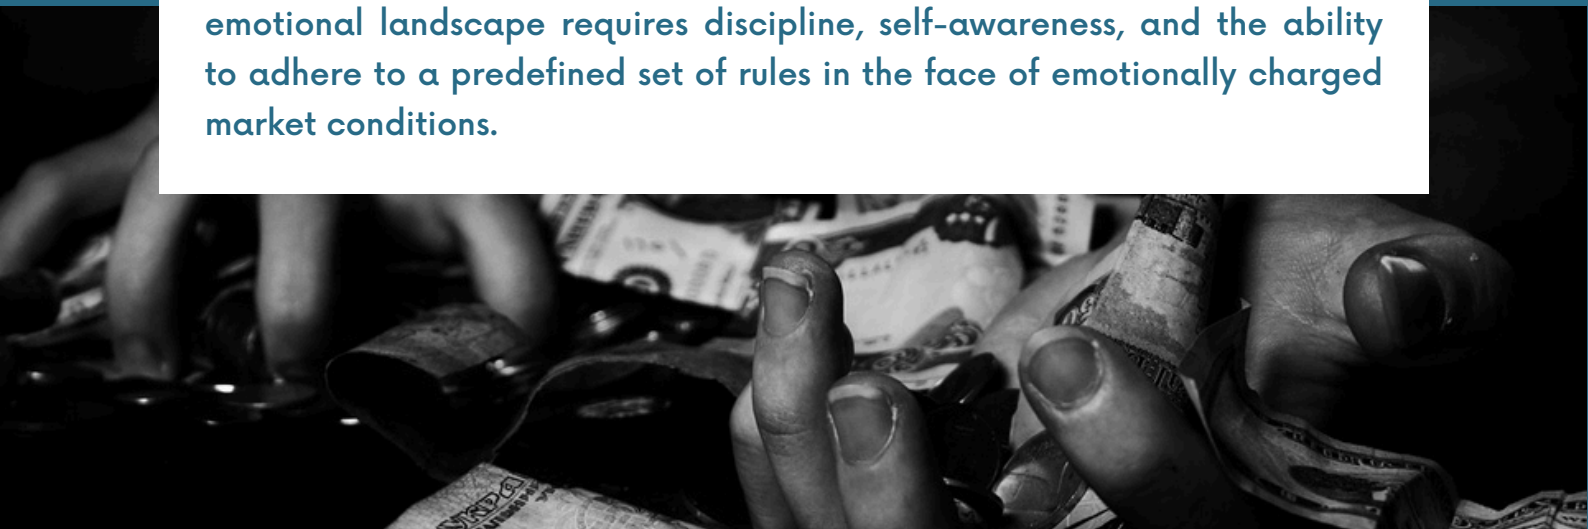 emotional landscape requires discipline, self-awareness, and the ability
to adhere to a predefined set of rules in the face of emotionally charged
market conditions.